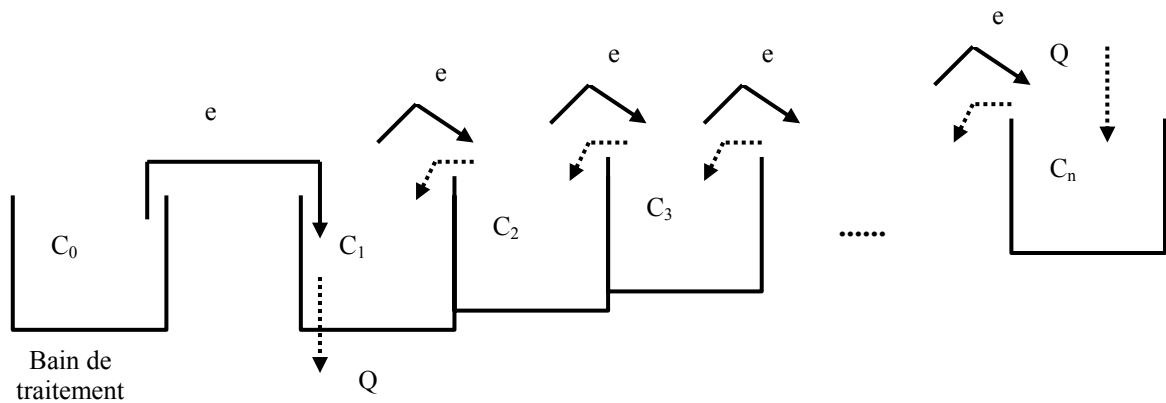 e
Q
e
e
e
e
C₀
C₁
C₂
C₃
......
Cₙ
Bain de
traitement
Q